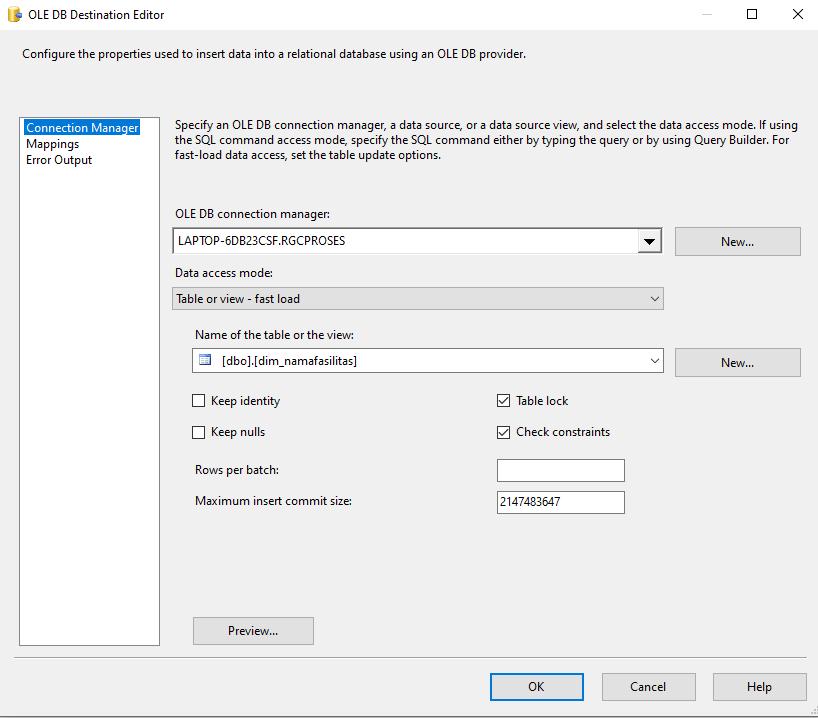 OLE DB Destination Editor
Configure the properties used to insert data into a relational database using an OLE DB provider.
Connection Manager
Mappings
Error Output
Specify an OLE DB connection manager, a data source, or a data source view, and select the data access mode. If using
the SQL command access mode, specify the SQL command either by typing the query or by using Query Builder. For
fast-load data access, set the table update options.
OLE DB connection manager:
LAPTOP-6DB23CSF.RGCPROSES
New...
Data access mode:
Table or view - fast load
Name of the table or the view:
[dbo].[dim_namafasilitas]
New...
Keep identity
Table lock
Keep nulls
Check constraints
Rows per batch:
Maximum insert commit size:
2147483647
Preview...
OK
Cancel
Help